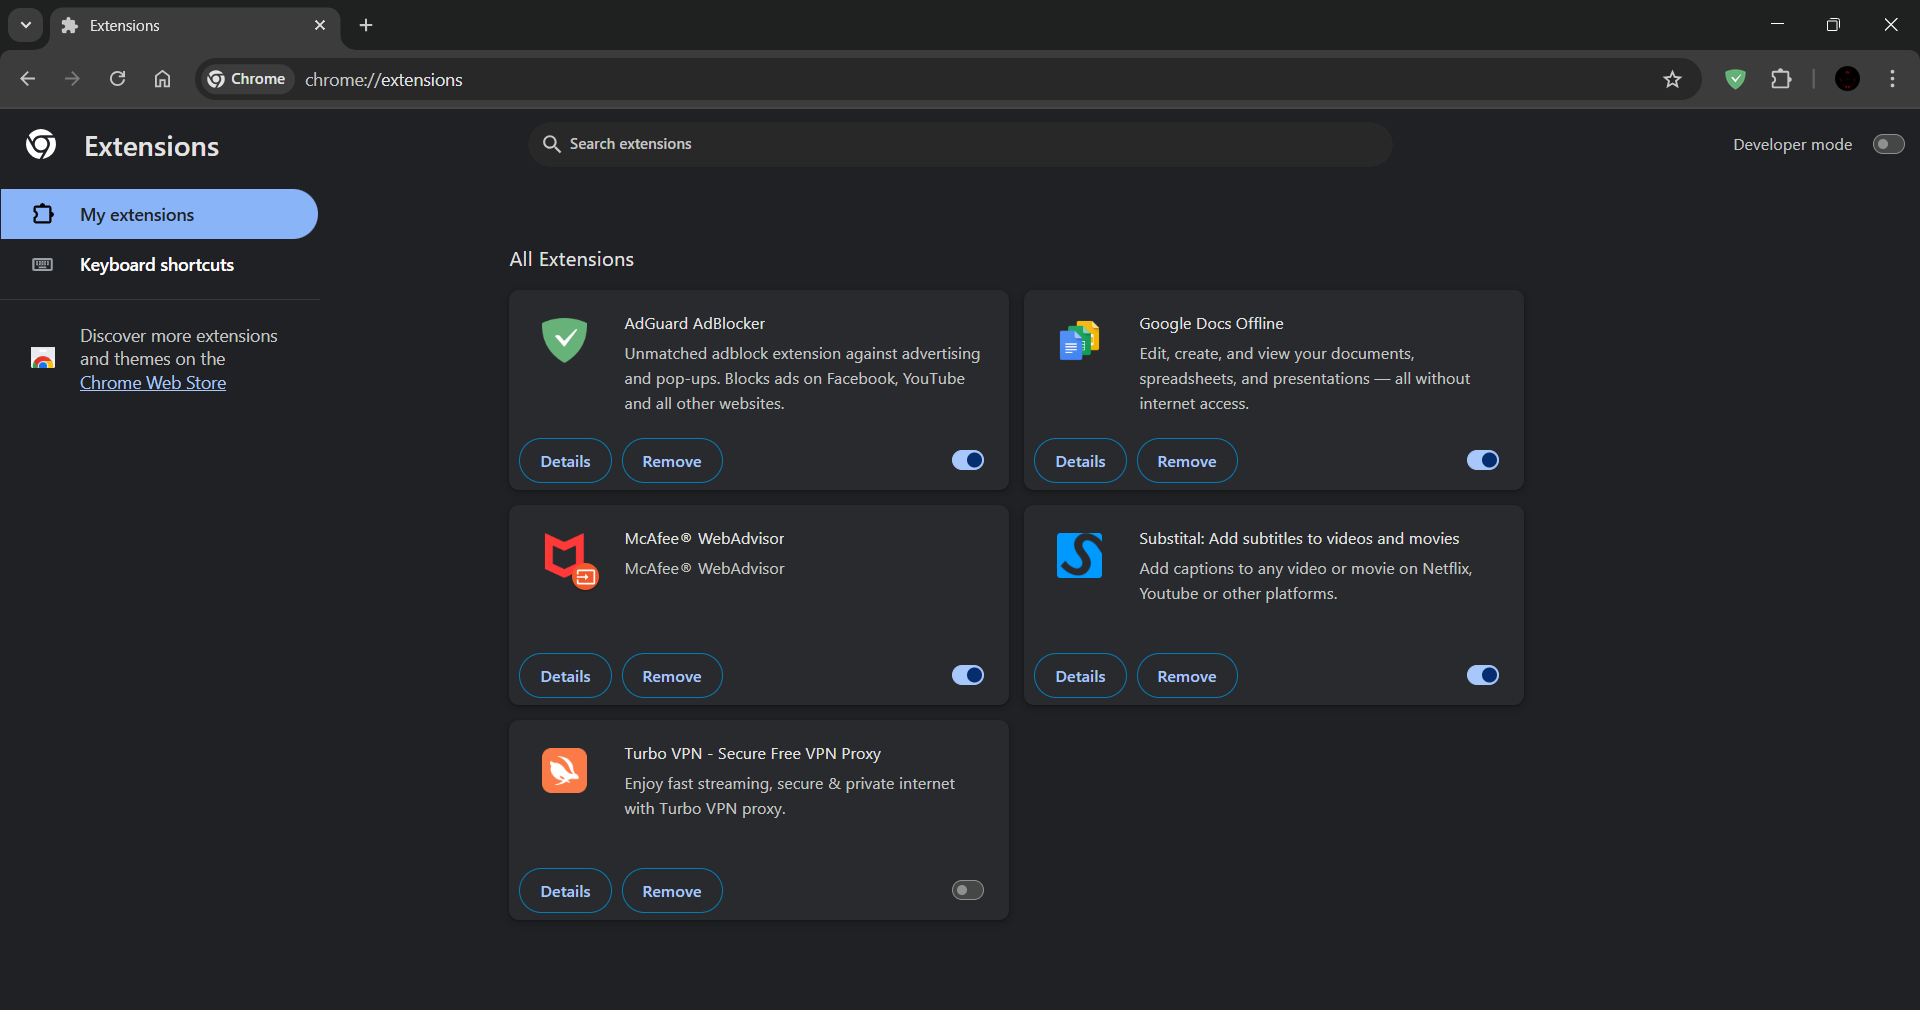 Extensions
Chrome
chrome://extensions
Extensions
Search extensions
Developer mode
My extensions
Keyboard shortcuts
Discover more extensions
and themes on the
Chrome Web Store
All Extensions
AdGuard AdBlocker
Unmatched adblock extension against advertising
and pop-ups. Blocks ads on Facebook, YouTube
and all other websites.
Details
Remove
Google Docs Offline
Edit, create, and view your documents,
spreadsheets, and presentations — all without
internet access.
Details
Remove
McAfee® WebAdvisor
McAfee® WebAdvisor
Details
Remove
Substital: Add subtitles to videos and movies
Add captions to any video or movie on Netflix,
Youtube or other platforms.
Details
Remove
Turbo VPN - Secure Free VPN Proxy
Enjoy fast streaming, secure & private internet
with Turbo VPN proxy.
Details
Remove